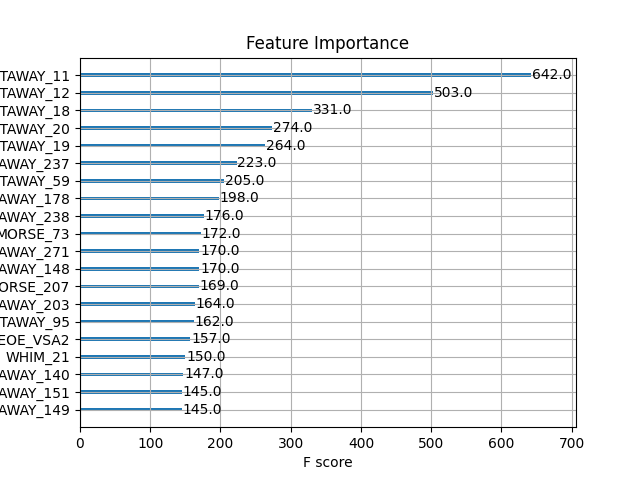 Feature Importance
TAWAY_11 642.0
TAWAY_12 503.0
TAWAY_18 331.0
TAWAY_20 274.0
TAWAY_19 264.0
AWAY_237 223.0
TAWAY_59 205.0
AWAY_178 198.0
AWAY_238 176.0
MORSE_73 172.0
AWAY_271 170.0
AWAY_148 170.0
ORSE_207 169.0
AWAY_203 164.0
TAWAY_95 162.0
EOE_VSA2 157.0
WHIM_21 150.0
AWAY_140 147.0
AWAY_151 145.0
AWAY_149 145.0
0 100 200 300 400 500 600 700
F score